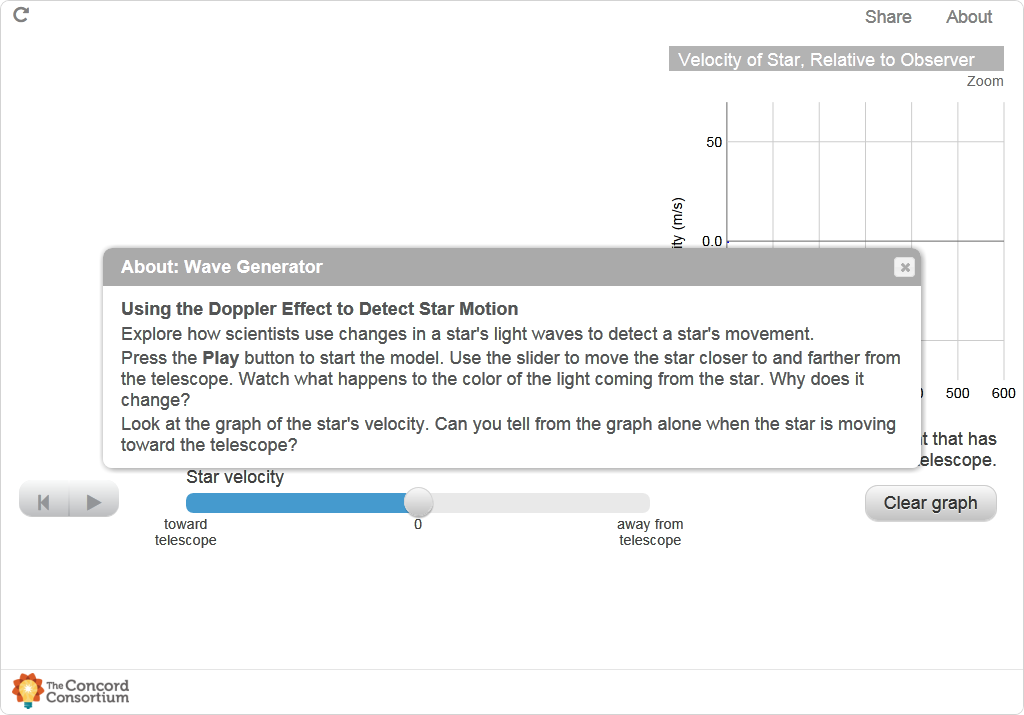 Share About
Velocity of Star, Relative to Observer
Zoom
50
ity (m/s)
0.0
About: Wave Generator
Using the Doppler Effect to Detect Star Motion
Explore how scientists use changes in a star's light waves to detect a star's movement.
Press the Play button to start the model. Use the slider to move the star closer to and farther from
the telescope. Watch what happens to the color of the light coming from the star. Why does it
change?
Look at the graph of the star's velocity. Can you tell from the graph alone when the star is moving
toward the telescope?
500 600
t that has
elescope.
Star velocity
toward
telescope
0
away from
telescope
Clear graph
The Concord
Consortium